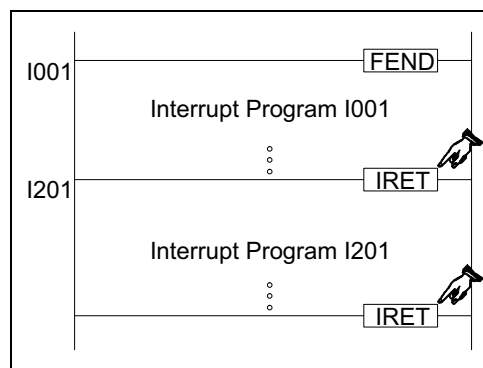 FEND
I001
Interrupt Program I001
IRET
I201
Interrupt Program I201
IRET